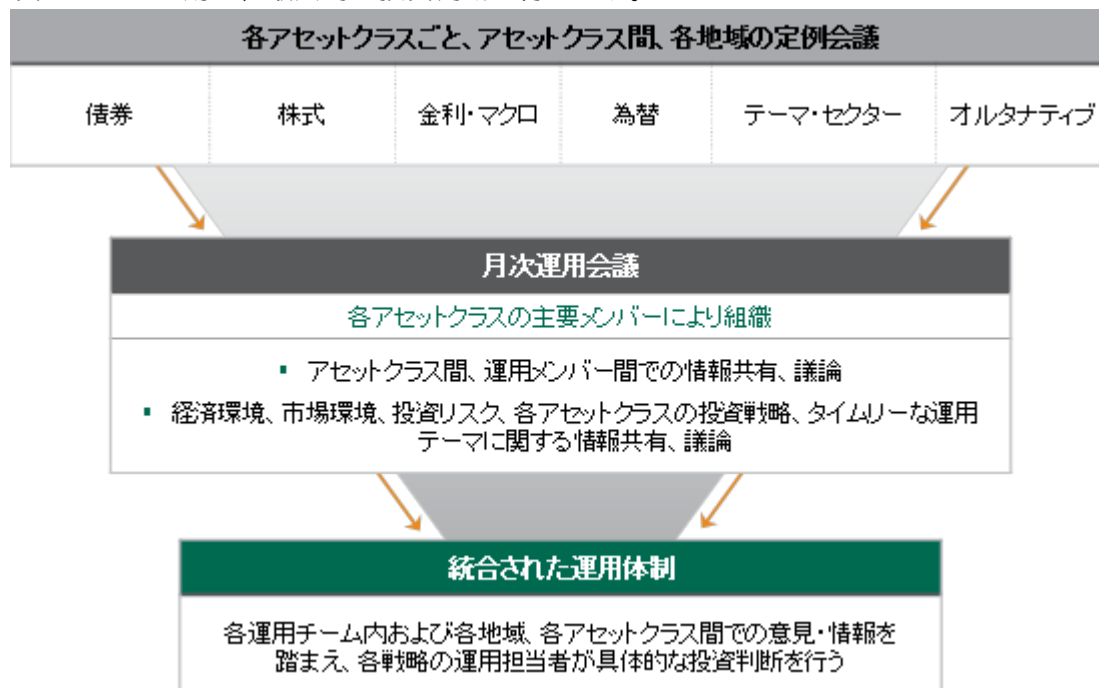 各アセットクラスごと、アセットクラス間、各地域の定例会議
債券 株式 金利・マクロ 為替 テーマ・セクター オルタナティブ
月次運用会議
各アセットクラスの主要メンバーにより組織
▪ アセットクラス間、運用メンバー間での情報共有、議論
▪ 経済環境、市場環境、投資リスク、各アセットクラスの投資戦略、タイムリーな運用
テーマに関する情報共有、議論
統合された運用体制
各運用チーム内および各地域、各アセットクラス間での意見・情報を
踏まえ、各戦略の運用担当者が具体的な投資判断を行う